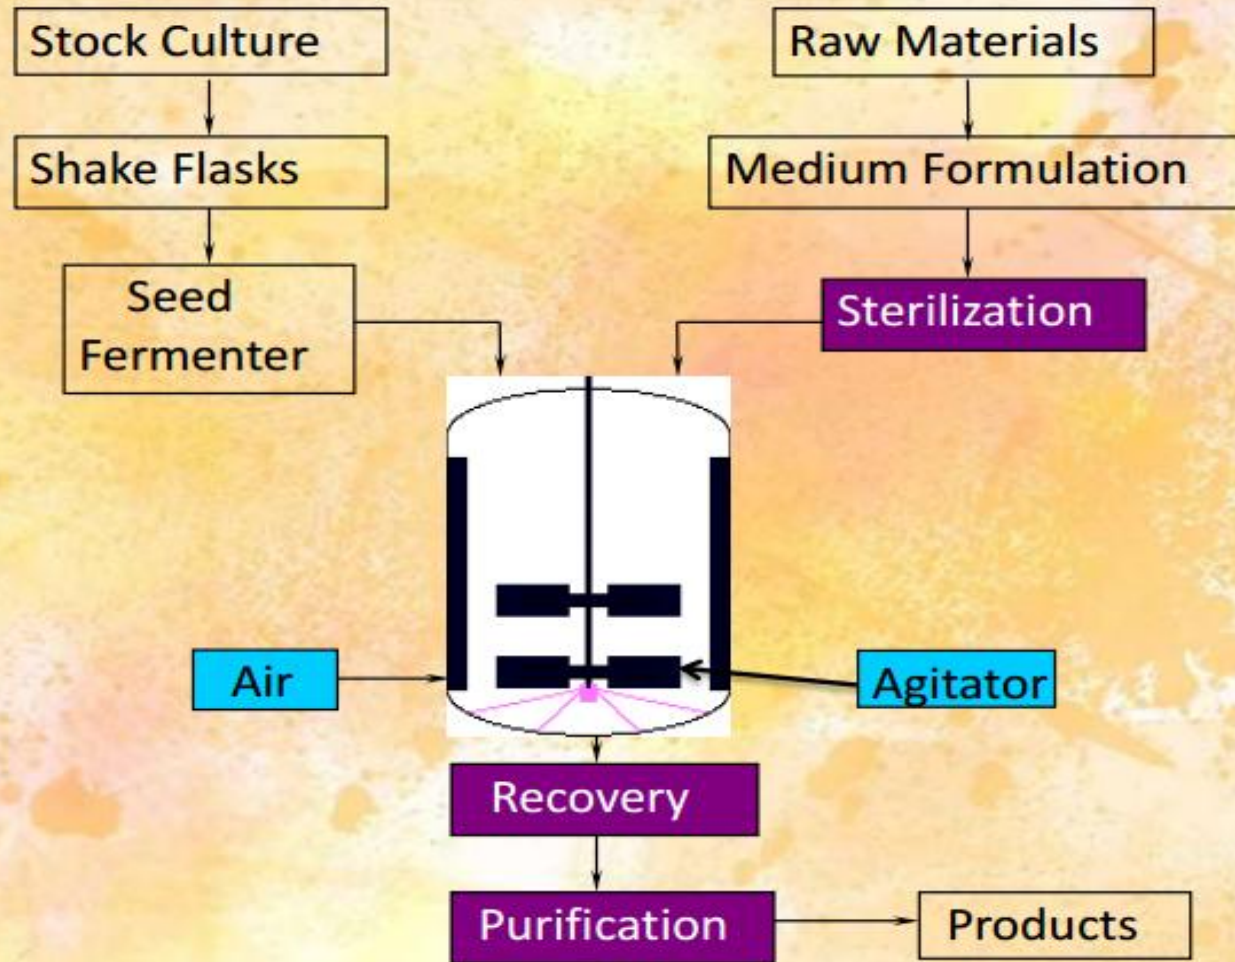 Stock Culture
Raw Materials
Shake Flasks
Medium Formulation
Seed
Fermenter
Sterilization
Air
Agitator
Recovery
Purification
Products